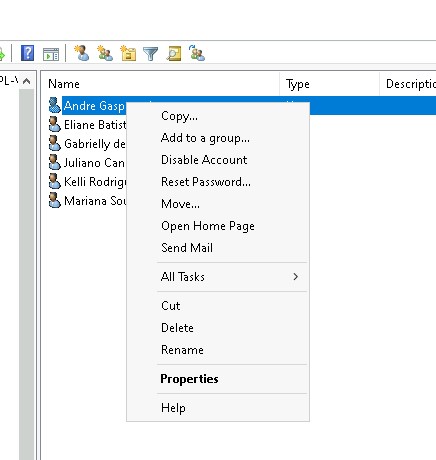 Name Type Descriptio
Andre Gasp
Eliane Batist
Gabrielly de
Juliano Can
Kelli Rodrig
Mariana Sou
Copy...
Add to a group...
Disable Account
Reset Password...
Move...
Open Home Page
Send Mail
All Tasks
Cut
Delete
Rename
Properties
Help